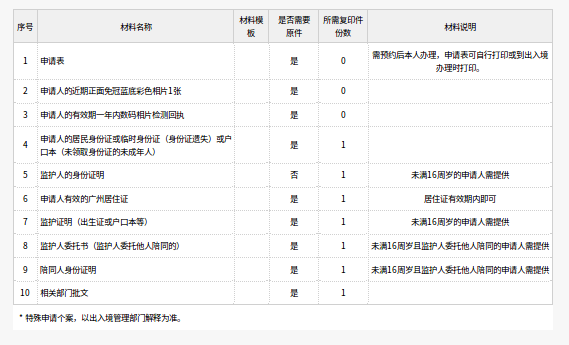 序号 材料名称 材料模板 是否需要原件 所需复印件份数 材料说明
1 申请表 是 0 需预约后本人办理，申请表可自行打印或到出入境办理时打印。
2 申请人的近期正面免冠蓝底彩色相片1张 是 0
3 申请人的有效期一年内数码相片检测回执 是 0
4 申请人的居民身份证或临时身份证（身份证遗失）或户口本（未领取身份证的未成年人） 是 1
5 监护人的身份证明 否 1 未满16周岁的申请人需提供
6 申请人有效的广州居住证 是 1 居住证有效期内即可
7 监护证明（出生证或户口本等） 是 1 未满16周岁的申请人需提供
8 监护人委托书（监护人委托他人陪同的） 是 1 未满16周岁且监护人委托他人陪同的申请人需提供
9 陪同人身份证明 是 1 未满16周岁且监护人委托他人陪同的申请人需提供
10 相关部门批文 是 1
* 特殊申请个案，以出入境管理部门解释为准。